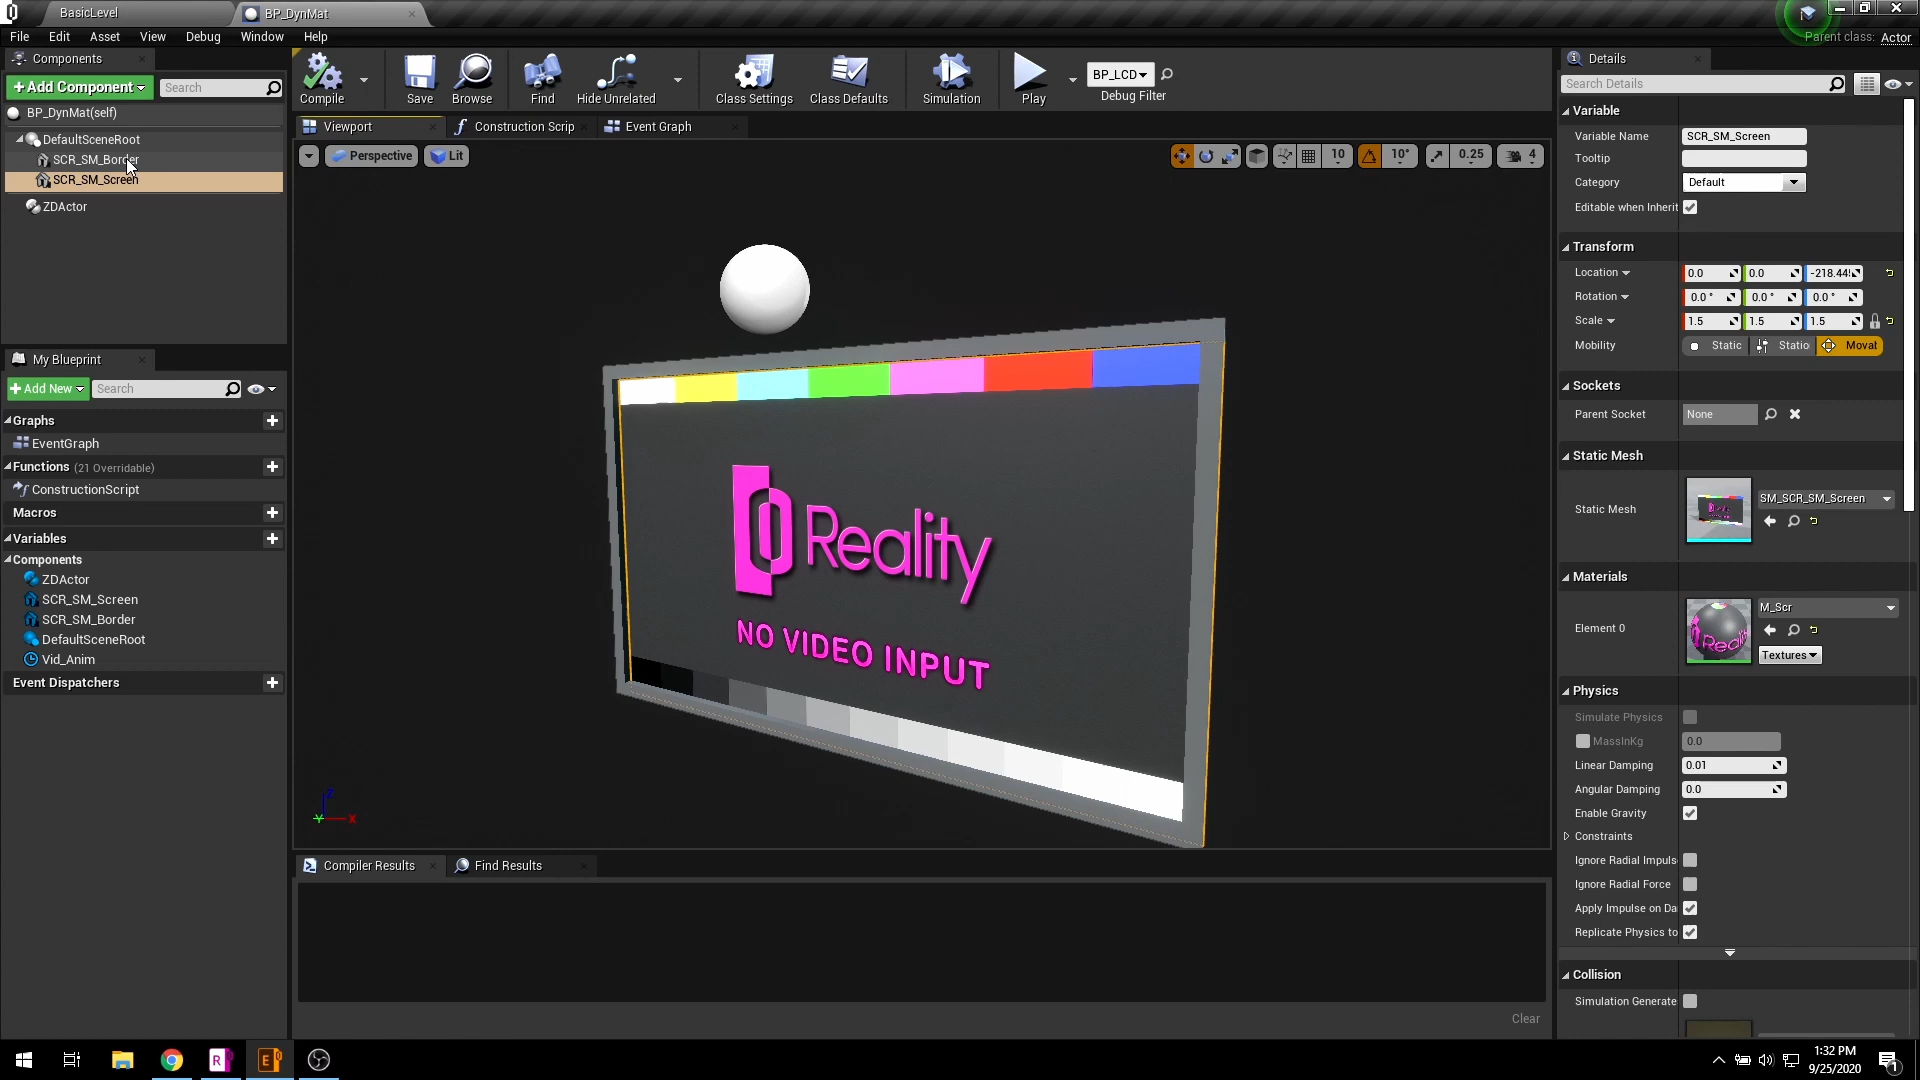 BasicLevel
BP_DynMat
File Edit Asset View Debug Window Help
Parent class: Actor
Components
+Add Component
Search
BP_DynMat(self)
DefaultSceneRoot
SCR_SM_Border
SCR_SM_Screen
ZDActor
My Blueprint
+Add New
Search
Graphs
EventGraph
Functions (21 Overridable)
ConstructionScript
Macros
Variables
Components
ZDActor
SCR_SM_Screen
SCR_SM_Border
DefaultSceneRoot
Vid_Anim
Event Dispatchers
Compile Save Browse Find Hide Unrelated Class Settings Class Defaults Simulation Play
BP_LCD
Debug Filter
Viewport
Construction Scrip
Event Graph
Perspective Lit
10 10° 0.25 4
Reality
NO VIDEO INPUT
Z
Y X
Compiler Results
Find Results
Clear
Details
Search Details
Variable
Variable Name SCR_SM_Screen
Tooltip
Category Default
Editable when Inherit
Transform
Location 0.0 0.0 -218.44
Rotation 0.0 ° 0.0 ° 0.0 °
Scale 1.5 1.5 1.5
Mobility Static Statio Moval
Sockets
Parent Socket None
Static Mesh
Static Mesh SM_SCR_SM_Screen
Materials
Element 0 M_Scr
Textures
Physics
Simulate Physics
MassInKg 0.0
Linear Damping 0.01
Angular Damping 0.0
Enable Gravity
Constraints
Ignore Radial Impuls
Ignore Radial Force
Apply Impulse on Da
Replicate Physics to
Collision
Simulation Generate
1:32 PM
9/25/2020
1